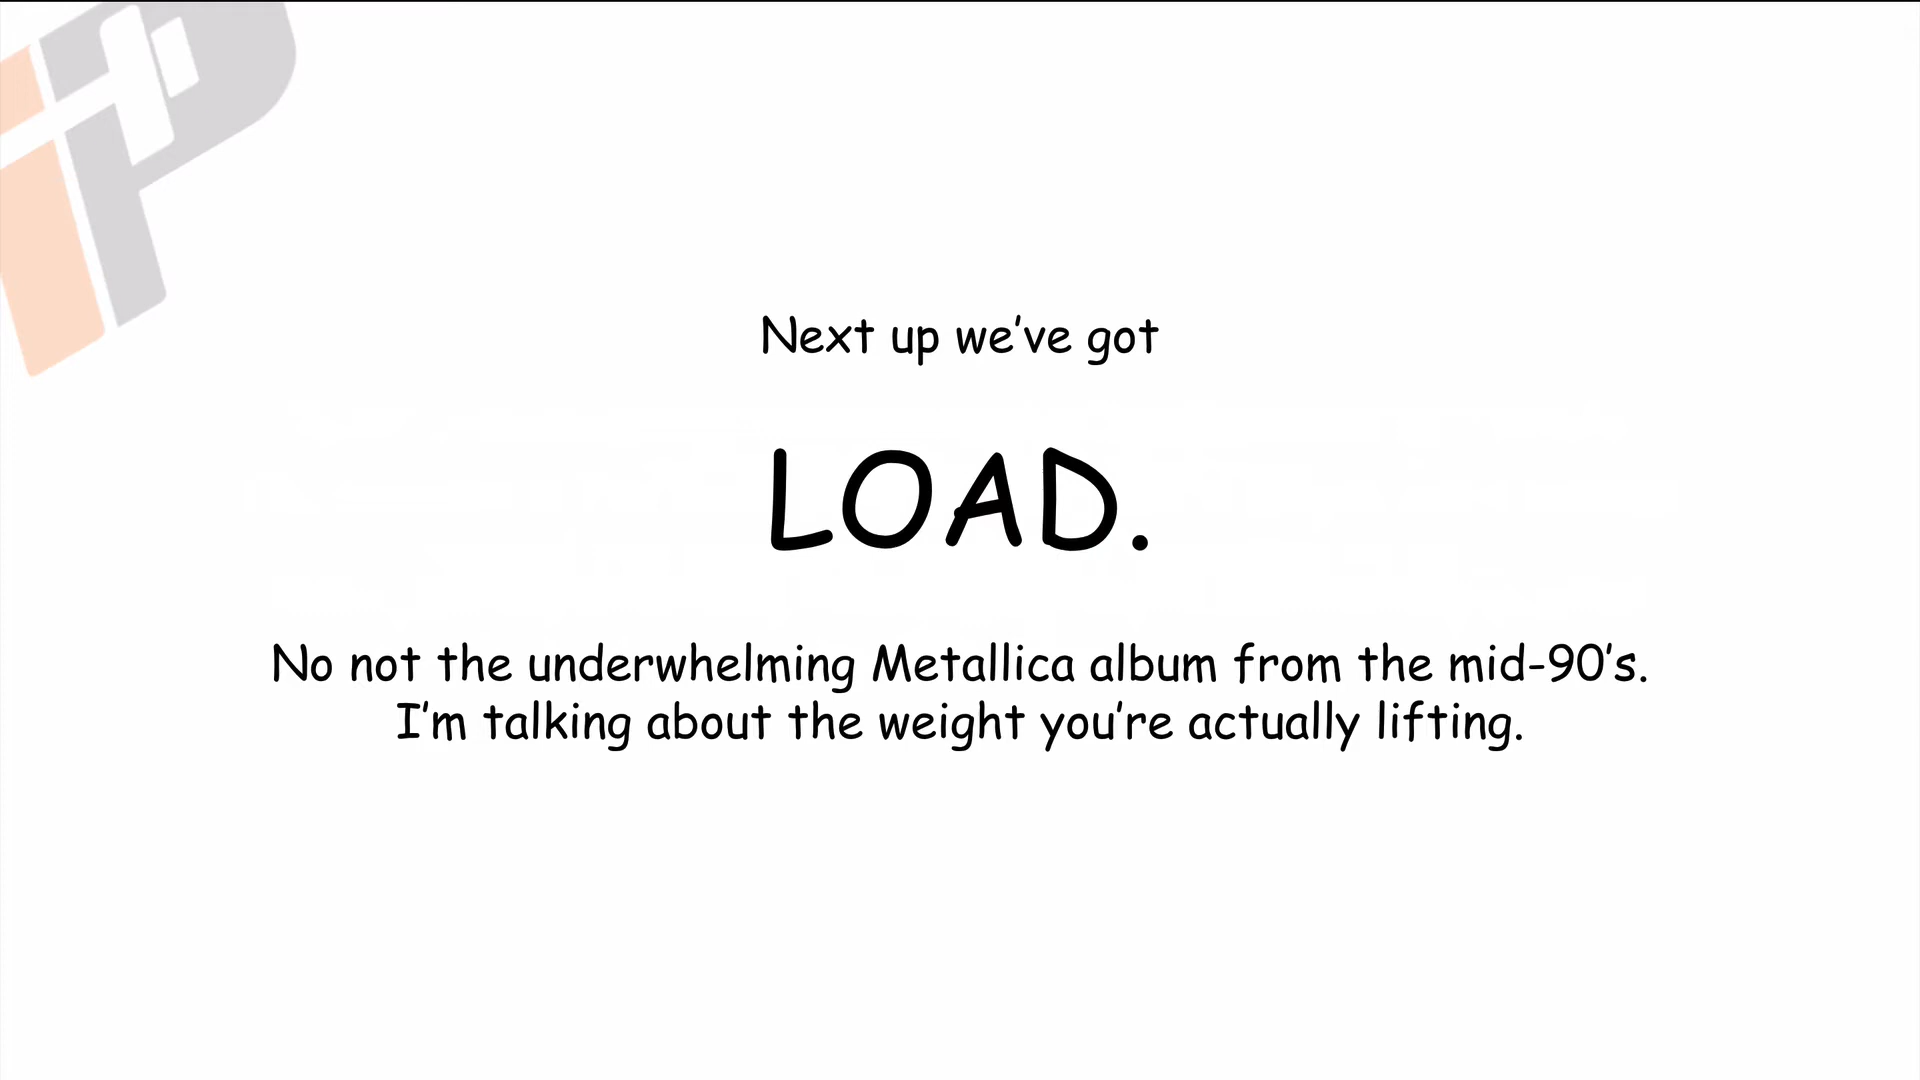 Next up we've got
LOAD.
No not the underwhelming Metallica album from the mid-90's.
I'm talking about the weight you're actually lifting.